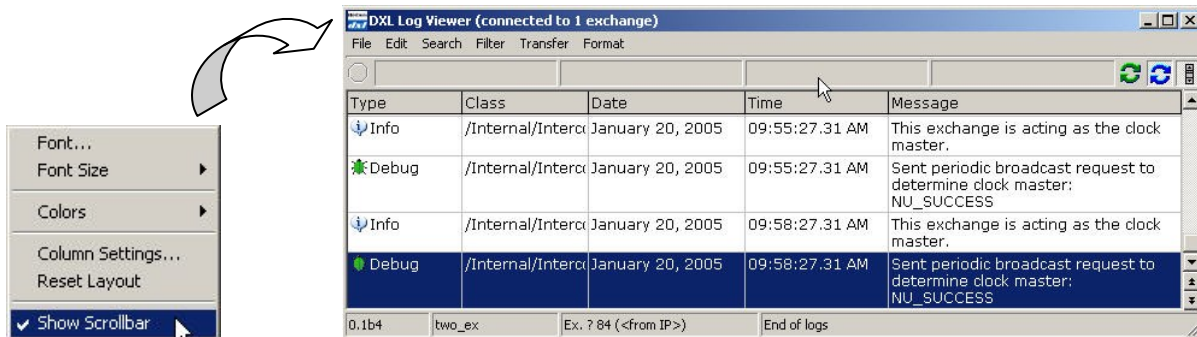 Font...
Font Size
Colors
Column Settings...
Reset Layout
Show Scrollbar
DXL Log Viewer (connected to 1 exchange)
File Edit Search Filter Transfer Format
Type Class Date Time Message
Info /Internal/Interc January 20, 2005 09:55:27.31 AM This exchange is acting as the clock
master.
Debug /Internal/Interc January 20, 2005 09:55:27.31 AM Sent periodic broadcast request to
determine clock master:
NU_SUCCESS
Info /Internal/Interc January 20, 2005 09:58:27.31 AM This exchange is acting as the clock
master.
Debug /Internal/Interc January 20, 2005 09:58:27.31 AM Sent periodic broadcast request to
determine clock master:
NU_SUCCESS
0.1b4 two_ex Ex. ? 84 (<from IP>) End of logs